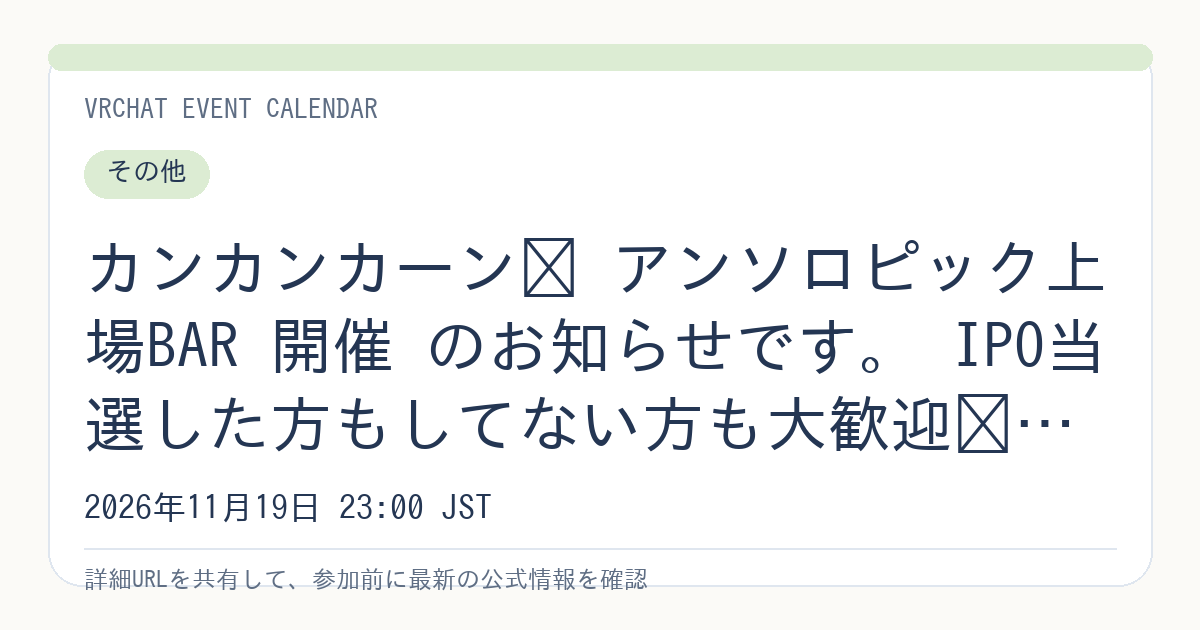 VRCHAT EVENT CALENDAR
その他
カンカンカーン アンソロピック上
場BAR 開催 のお知らせです。 IPO当
選した方もしてない方も大歓迎…
2026年11月19日 23:00 JST
詳細URLを共有して、参加前に最新の公式情報を確認